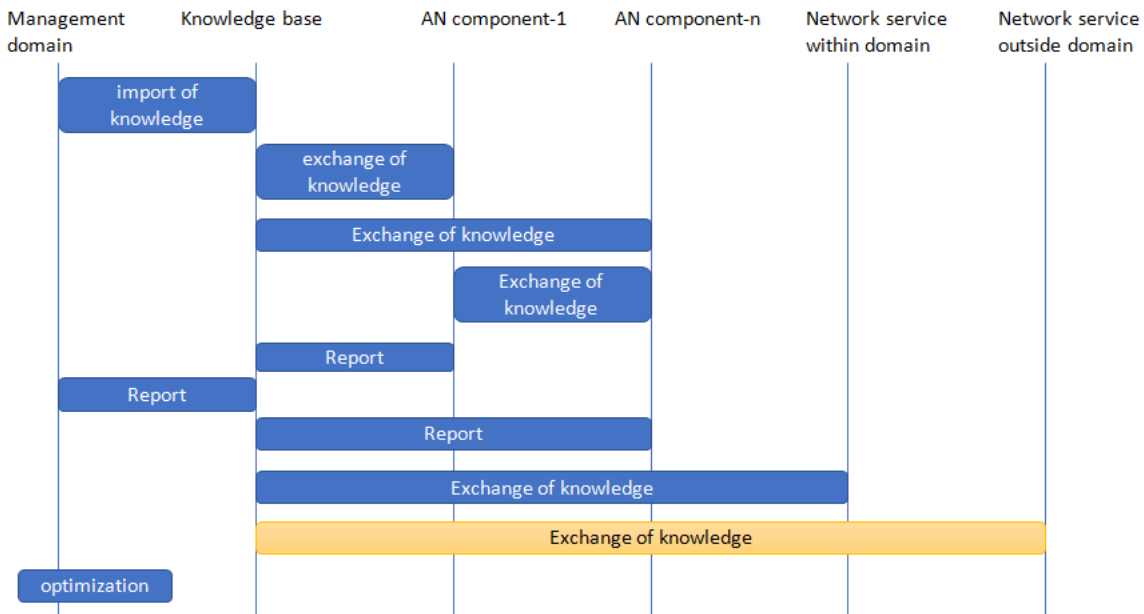 Management
domain
Knowledge base
AN component-1
AN component-n
Network service
within domain
Network service
outside domain
import of
knowledge
exchange of
knowledge
Exchange of knowledge
Exchange of
knowledge
Report
Report
Report
Exchange of knowledge
Exchange of knowledge
optimization